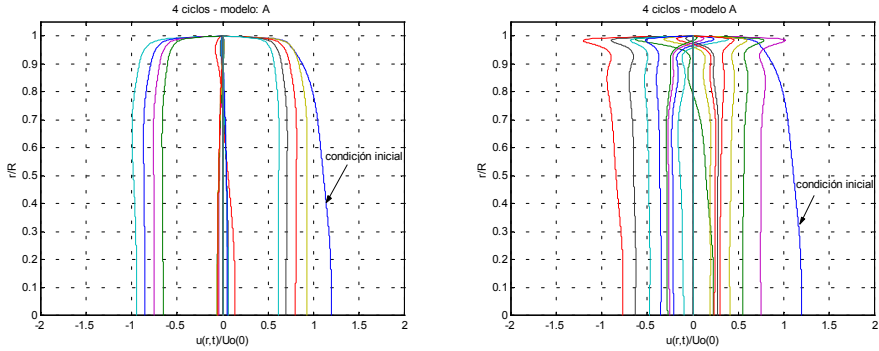 4 ciclos - modelo: A
1
0.9
0.8
0.7
0.6
0.5
0.4
0.3
0.2
0.1
0
r/R
condición inicial
-2 -1.5 -1 -0.5 0 0.5 1 1.5 2
u(r,t)/Uo(0)
4 ciclos - modelo A
1
0.9
0.8
0.7
0.6
0.5
0.4
0.3
0.2
0.1
0
r/R
condición inicial
-2 -1.5 -1 -0.5 0 0.5 1 1.5 2
u(r,t)/Uo(0)